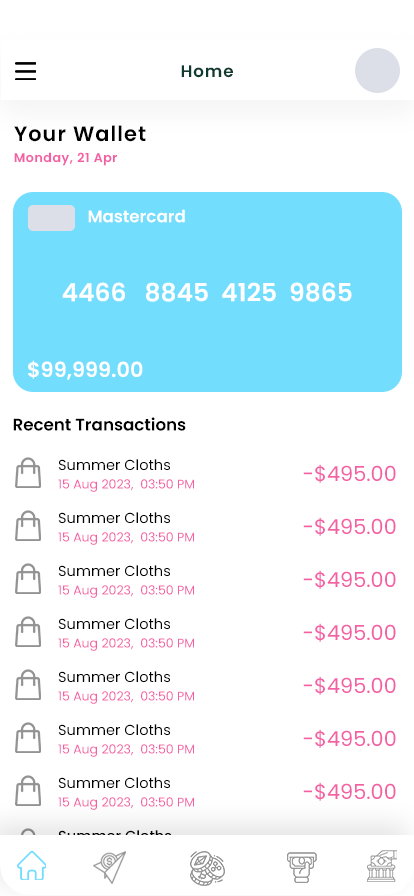 Home
Your Wallet
Monday, 21 Apr
Mastercard
4466 8845 4125 9865
$99,999.00
Recent Transactions
Summer Cloths
15 Aug 2023, 03:50 PM
-$495.00
Summer Cloths
15 Aug 2023, 03:50 PM
-$495.00
Summer Cloths
15 Aug 2023, 03:50 PM
-$495.00
Summer Cloths
15 Aug 2023, 03:50 PM
-$495.00
Summer Cloths
15 Aug 2023, 03:50 PM
-$495.00
Summer Cloths
15 Aug 2023, 03:50 PM
-$495.00
Summer Cloths
15 Aug 2023, 03:50 PM
-$495.00
Summer Cloths